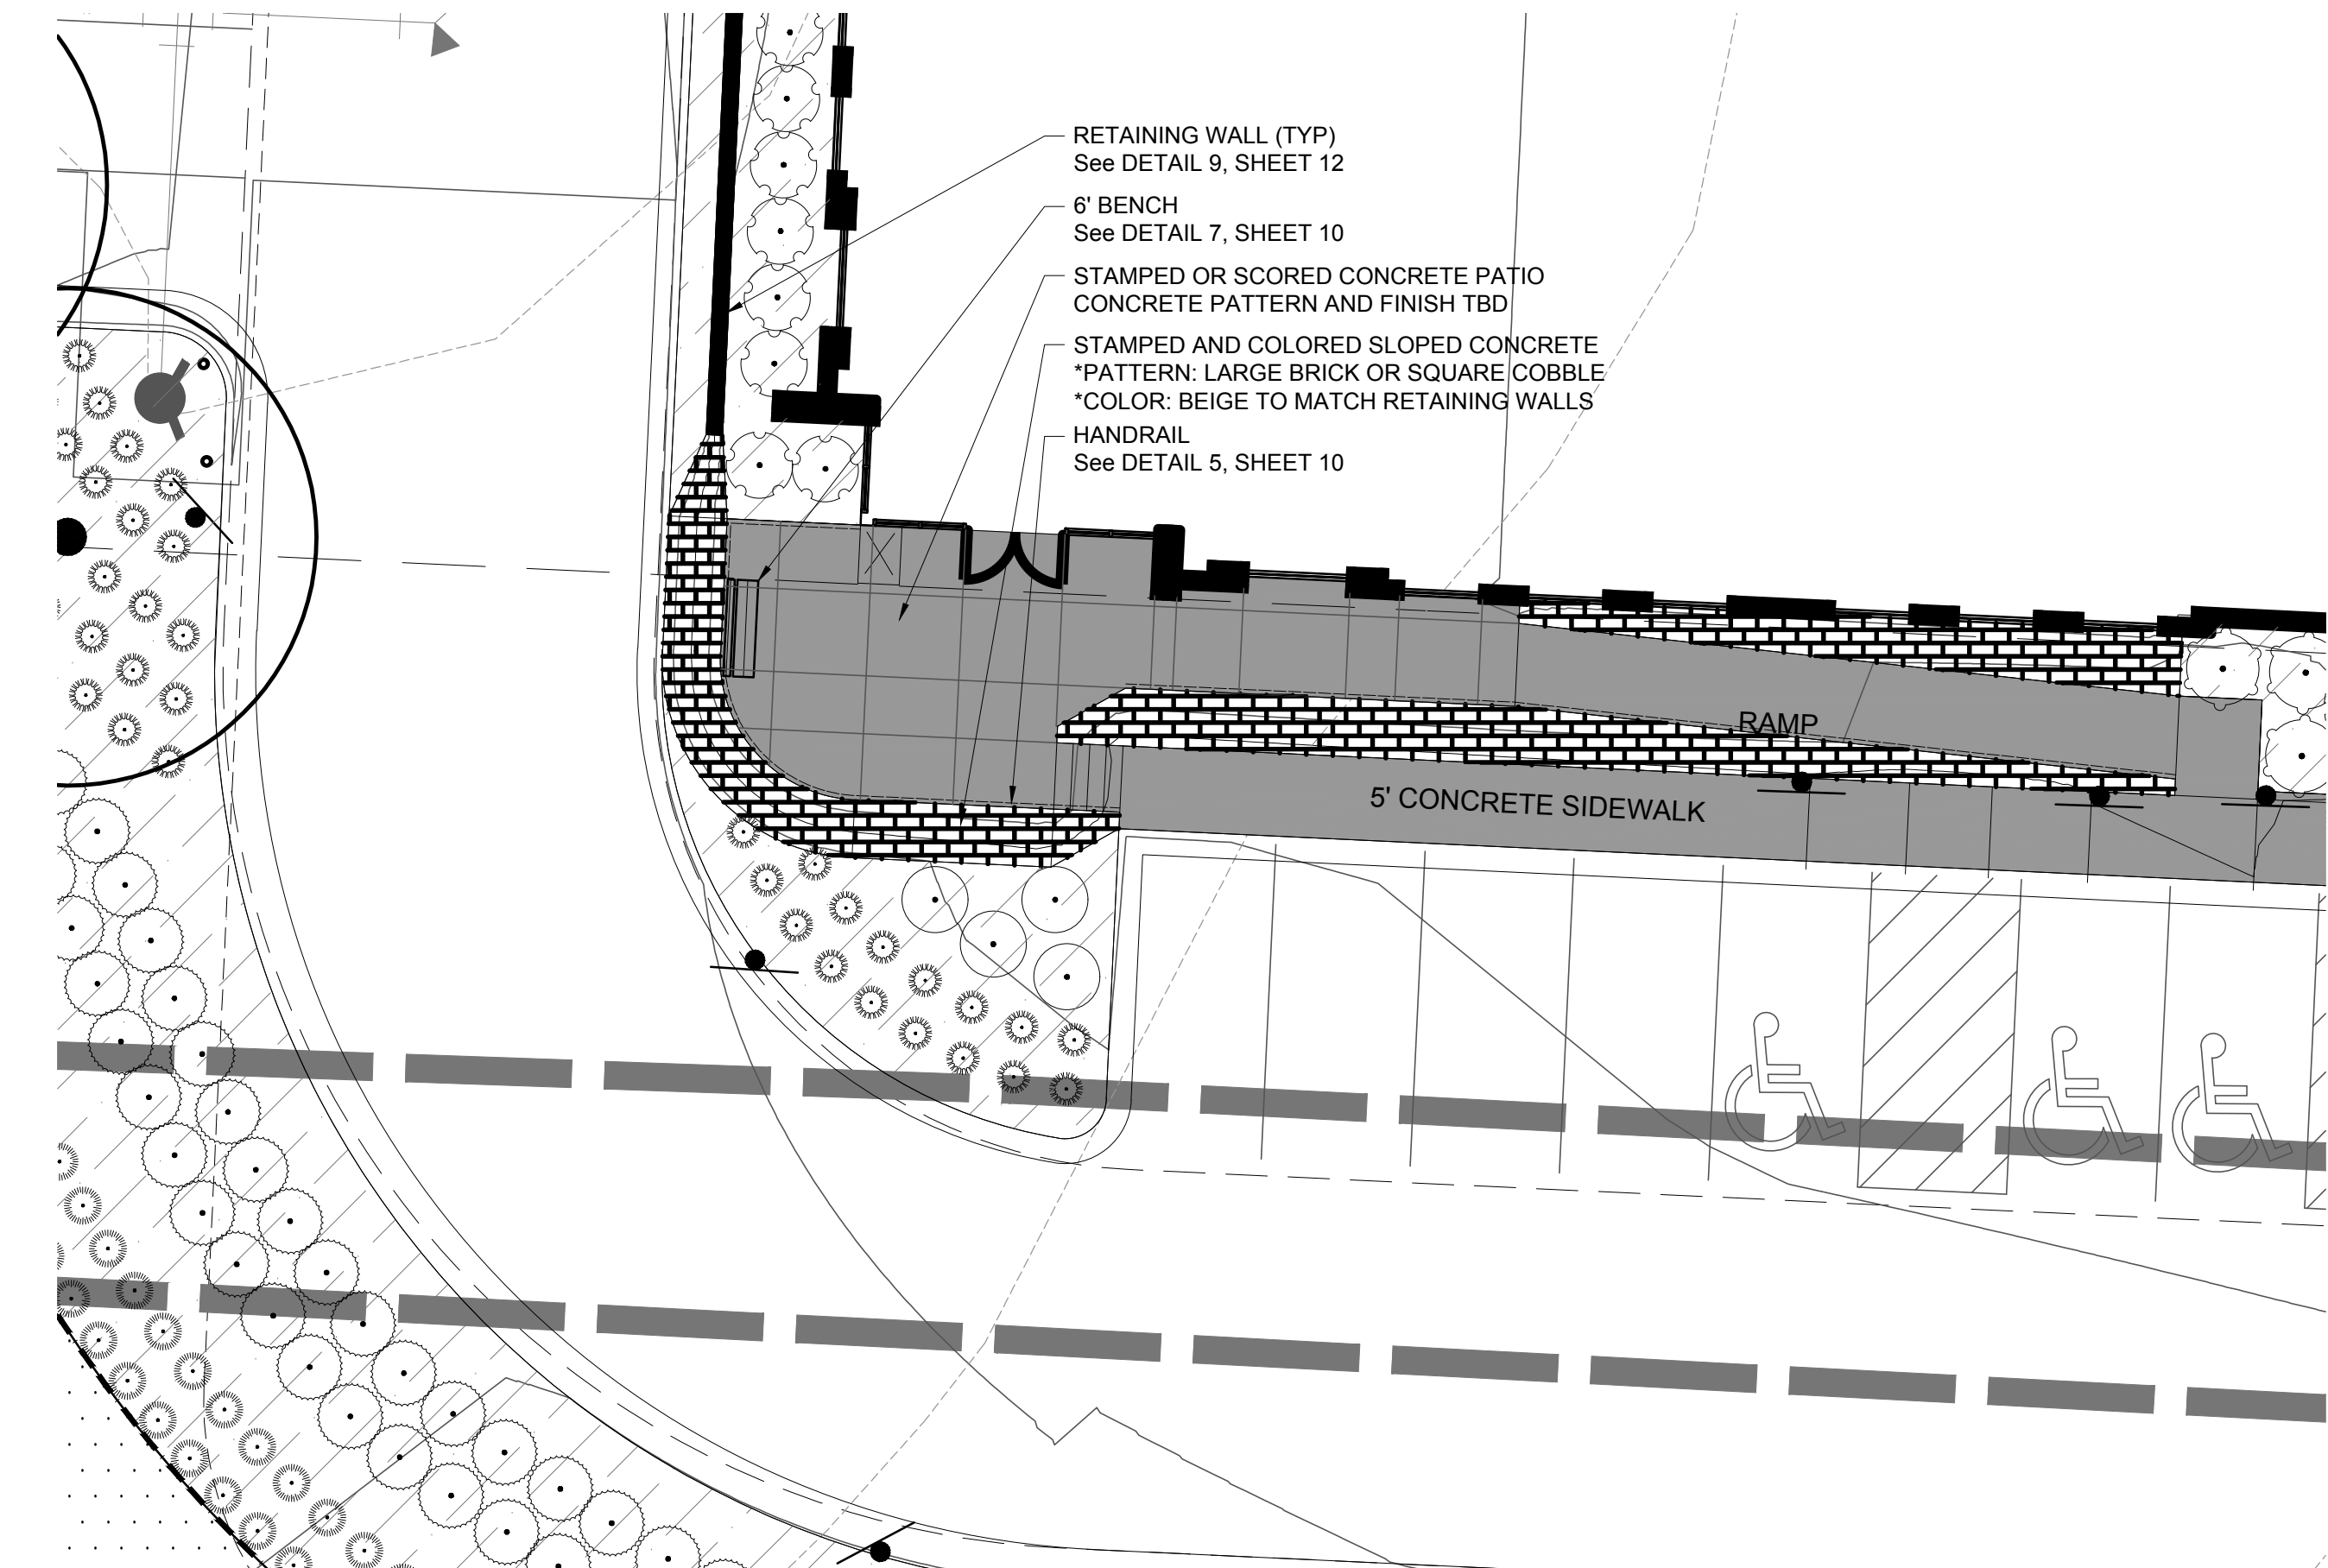 RETAINING WALL (TYP)
See DETAIL 9, SHEET 12
6' BENCH
See DETAIL 7, SHEET 10
STAMPED OR SCORED CONCRETE PATIO
CONCRETE PATTERN AND FINISH TBD
STAMPED AND COLORED SLOPED CONCRETE
*PATTERN: LARGE BRICK OR SQUARE COBBLE
*COLOR: BEIGE TO MATCH RETAINING WALLS
HANDRAIL
See DETAIL 5, SHEET 10
RAMP
5' CONCRETE SIDEWALK